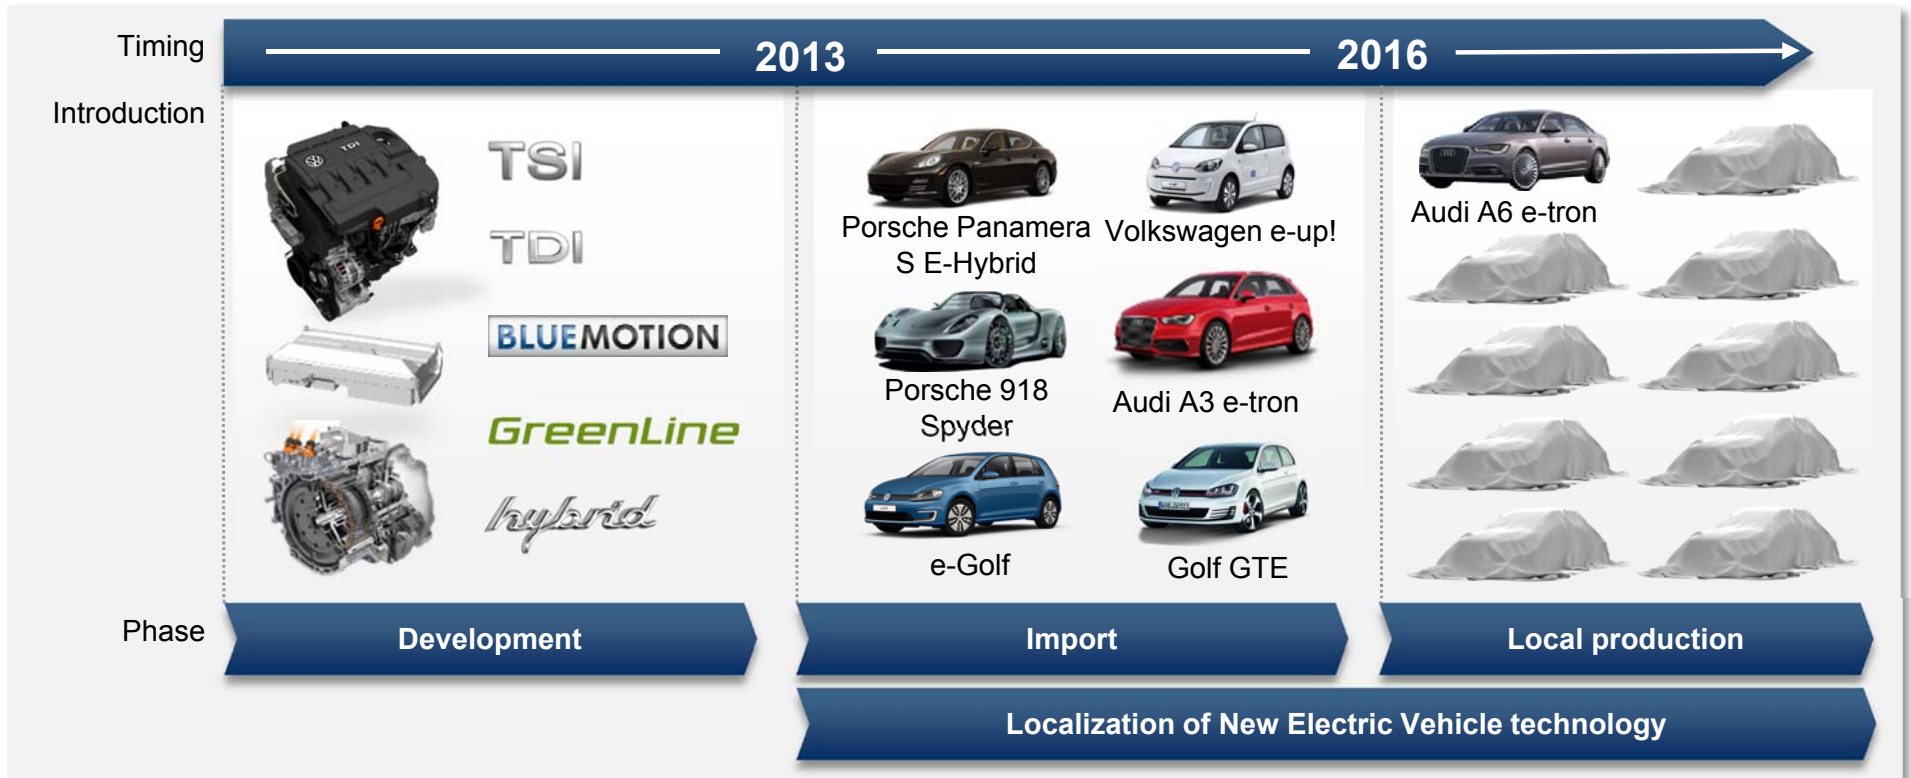 Timing
2013
2016
Introduction
TDI
TSI
TDI
BLUEMOTION
GreenLine
hybrid
Porsche Panamera
S E-Hybrid
Volkswagen e-up!
Porsche 918
Spyder
Audi A3 e-tron
e-Golf
Golf GTE
Audi A6 e-tron
Phase
Development
Import
Local production
Localization of New Electric Vehicle technology